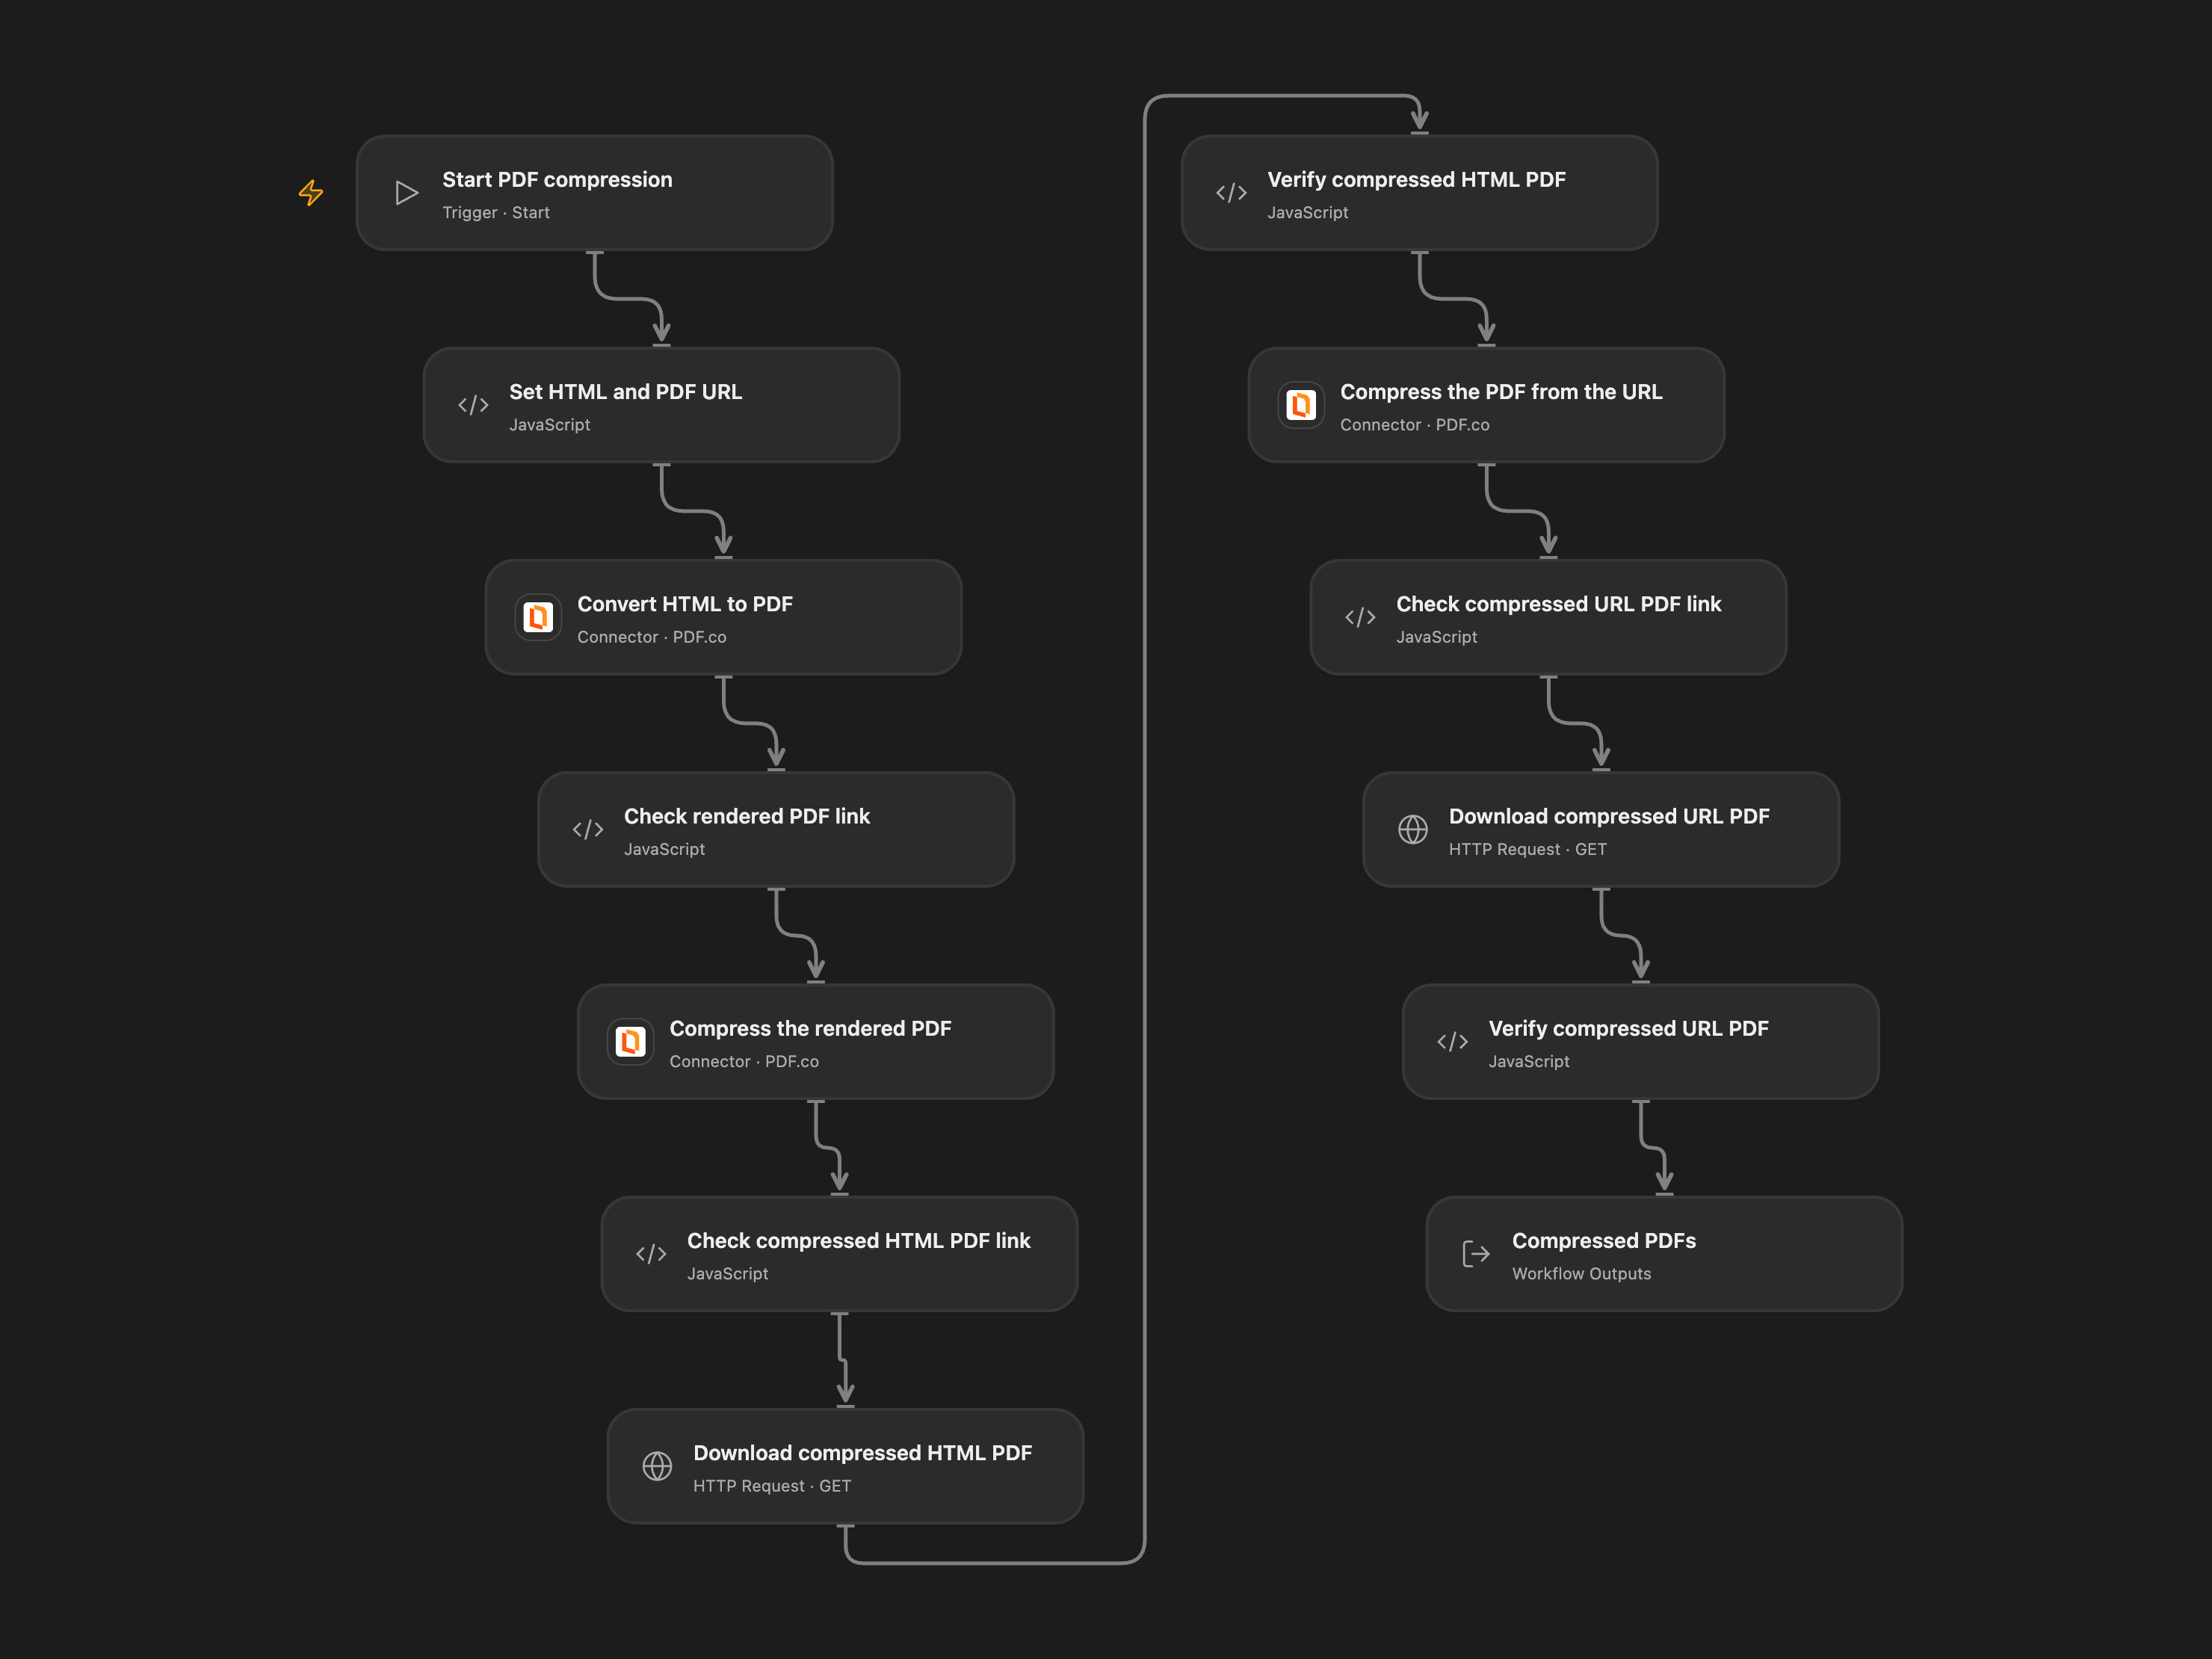 Start PDF compression
Trigger · Start
Set HTML and PDF URL
JavaScript
Convert HTML to PDF
Connector · PDF.co
Check rendered PDF link
JavaScript
Compress the rendered PDF
Connector · PDF.co
Check compressed HTML PDF link
JavaScript
Download compressed HTML PDF
HTTP Request · GET
Verify compressed HTML PDF
JavaScript
Compress the PDF from the URL
Connector · PDF.co
Check compressed URL PDF link
JavaScript
Download compressed URL PDF
HTTP Request · GET
Verify compressed URL PDF
JavaScript
Compressed PDFs
Workflow Outputs